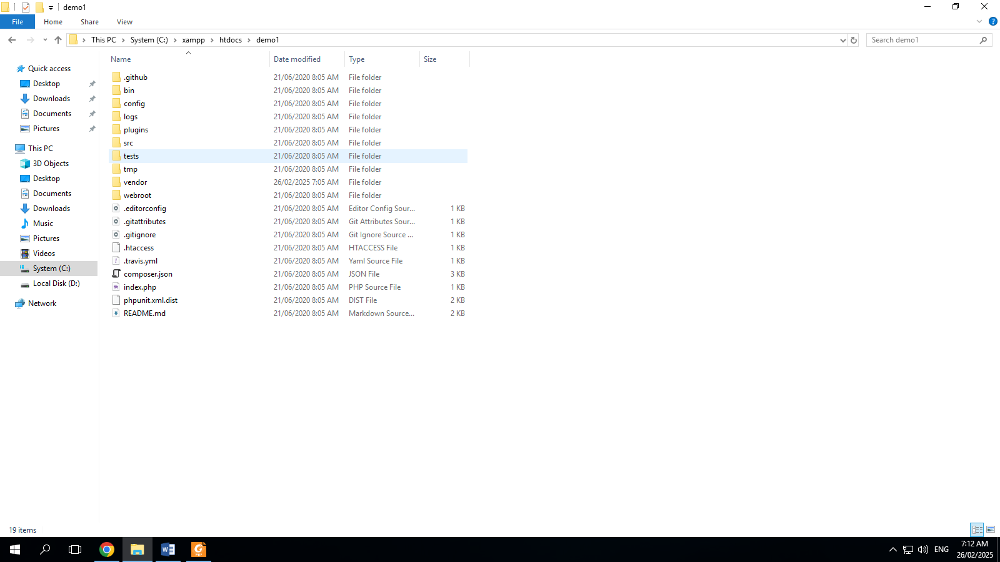 demo1
File Home Share View
This PC System (C:) xampp htdocs demo1 Search demo1
Name Date modified Type Size
Quick access
Desktop
Downloads
Documents
Pictures
This PC
3D Objects
Desktop
Documents
Downloads
Music
Pictures
Videos
System (C:)
Local Disk (D:)
Network
.github 21/06/2020 8:05 AM File folder
bin 21/06/2020 8:05 AM File folder
config 21/06/2020 8:05 AM File folder
logs 21/06/2020 8:05 AM File folder
plugins 21/06/2020 8:05 AM File folder
src 21/06/2020 8:05 AM File folder
tests 21/06/2020 8:05 AM File folder
tmp 21/06/2020 8:05 AM File folder
vendor 26/02/2025 7:05 AM File folder
webroot 21/06/2020 8:05 AM File folder
.editorconfig 21/06/2020 8:05 AM Editor Config Sour... 1 KB
.gitattributes 21/06/2020 8:05 AM Git Attributes Sour... 1 KB
.gitignore 21/06/2020 8:05 AM Git Ignore Source ... 1 KB
.htaccess 21/06/2020 8:05 AM HTACCESS File 1 KB
.travis.yml 21/06/2020 8:05 AM Yaml Source File 1 KB
composer.json 21/06/2020 8:05 AM JSON File 3 KB
index.php 21/06/2020 8:05 AM PHP Source File 1 KB
phpunit.xml.dist 21/06/2020 8:05 AM DIST File 2 KB
README.md 21/06/2020 8:05 AM Markdown Source... 2 KB
19 items
ENG
7:12 AM
26/02/2025